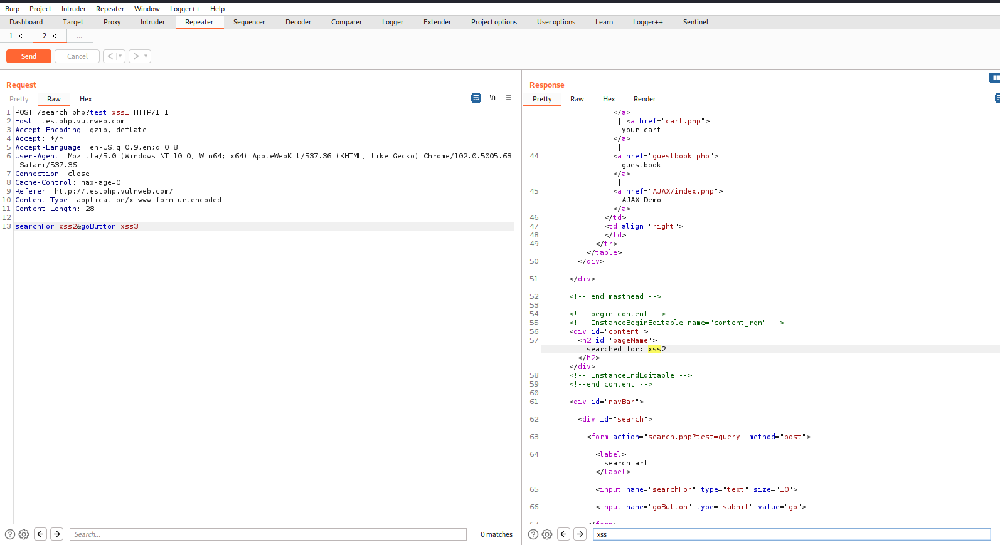 Burp Project Intruder Repeater Window Logger++ Help
Dashboard Target Proxy Intruder Repeater Sequencer Decoder Comparer Logger Extender Project options User options Learn Logger++ Sentinel
1 × 2 × ...
Send Cancel < >
Request
Pretty Raw Hex \n
1 POST /search.php?test=xss1 HTTP/1.1
2 Host: testphp.vulnweb.com
3 Accept-Encoding: gzip, deflate
4 Accept: */*
5 Accept-Language: en-US;q=0.9,en;q=0.8
6 User-Agent: Mozilla/5.0 (Windows NT 10.0; Win64; x64) AppleWebKit/537.36 (KHTML, like Gecko) Chrome/102.0.5005.63
Safari/537.36
7 Connection: close
8 Cache-Control: max-age=0
9 Referer: http://testphp.vulnweb.com/
10 Content-Type: application/x-www-form-urlencoded
11 Content-Length: 28
12
13 searchFor=xss2&goButton=xss3
Search... 0 matches
Response
Pretty Raw Hex Render
</a>
| <a href="cart.php">
your cart
</a>
|
44 <a href="guestbook.php">
guestbook
</a>
|
45 <a href="AJAX/index.php">
AJAX Demo
</a>
46 </td>
47 <td align="right">
48 </td>
49 </tr>
</table>
50 </div>
51 </div>
52 <!-- end masthead -->
53
54 <!-- begin content -->
55 <!-- InstanceBeginEditable name="content_rgn" -->
56 <div id="content">
57 <h2 id='pageName'>
searched for: xss2
</h2>
</div>
58 <!-- InstanceEndEditable -->
59 <!--end content -->
60
61 <div id="navBar">
62 <div id="search">
63 <form action="search.php?test=query" method="post">
64 <label>
search art
</label>
65 <input name="searchFor" type="text" size="10">
66 <input name="goButton" type="submit" value="go">
67 </form>
xss